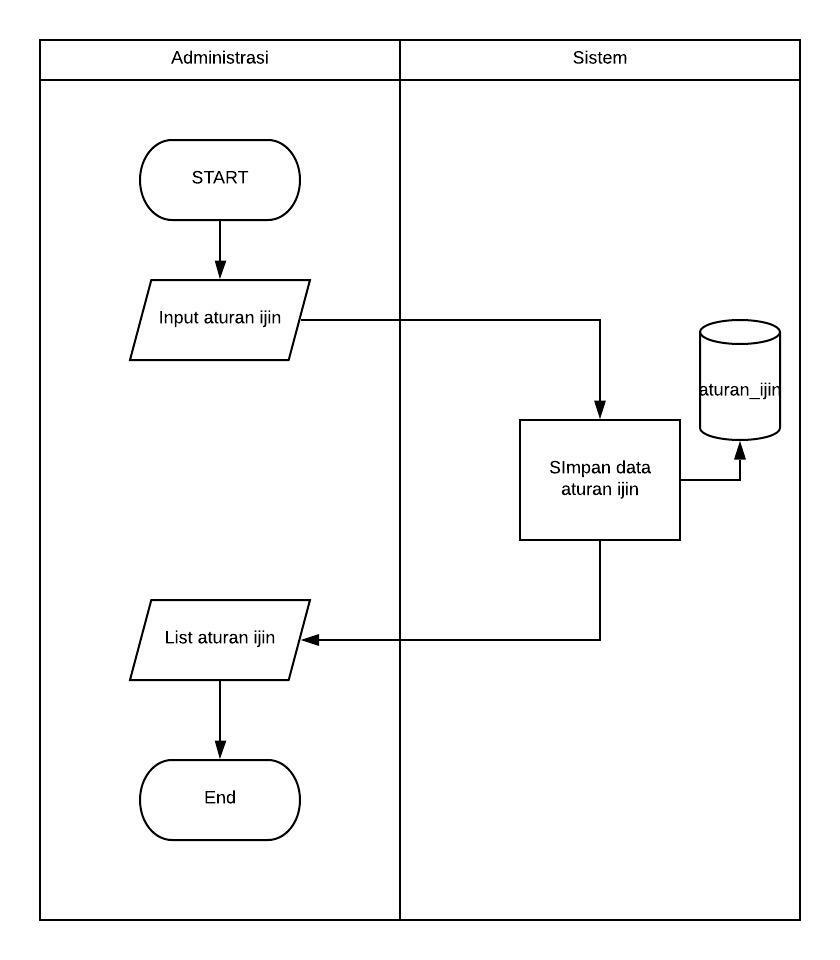 Administrasi
Sistem
START
Input aturan ijin
aturan_ijin
SImpan data
aturan ijin
List aturan ijin
End